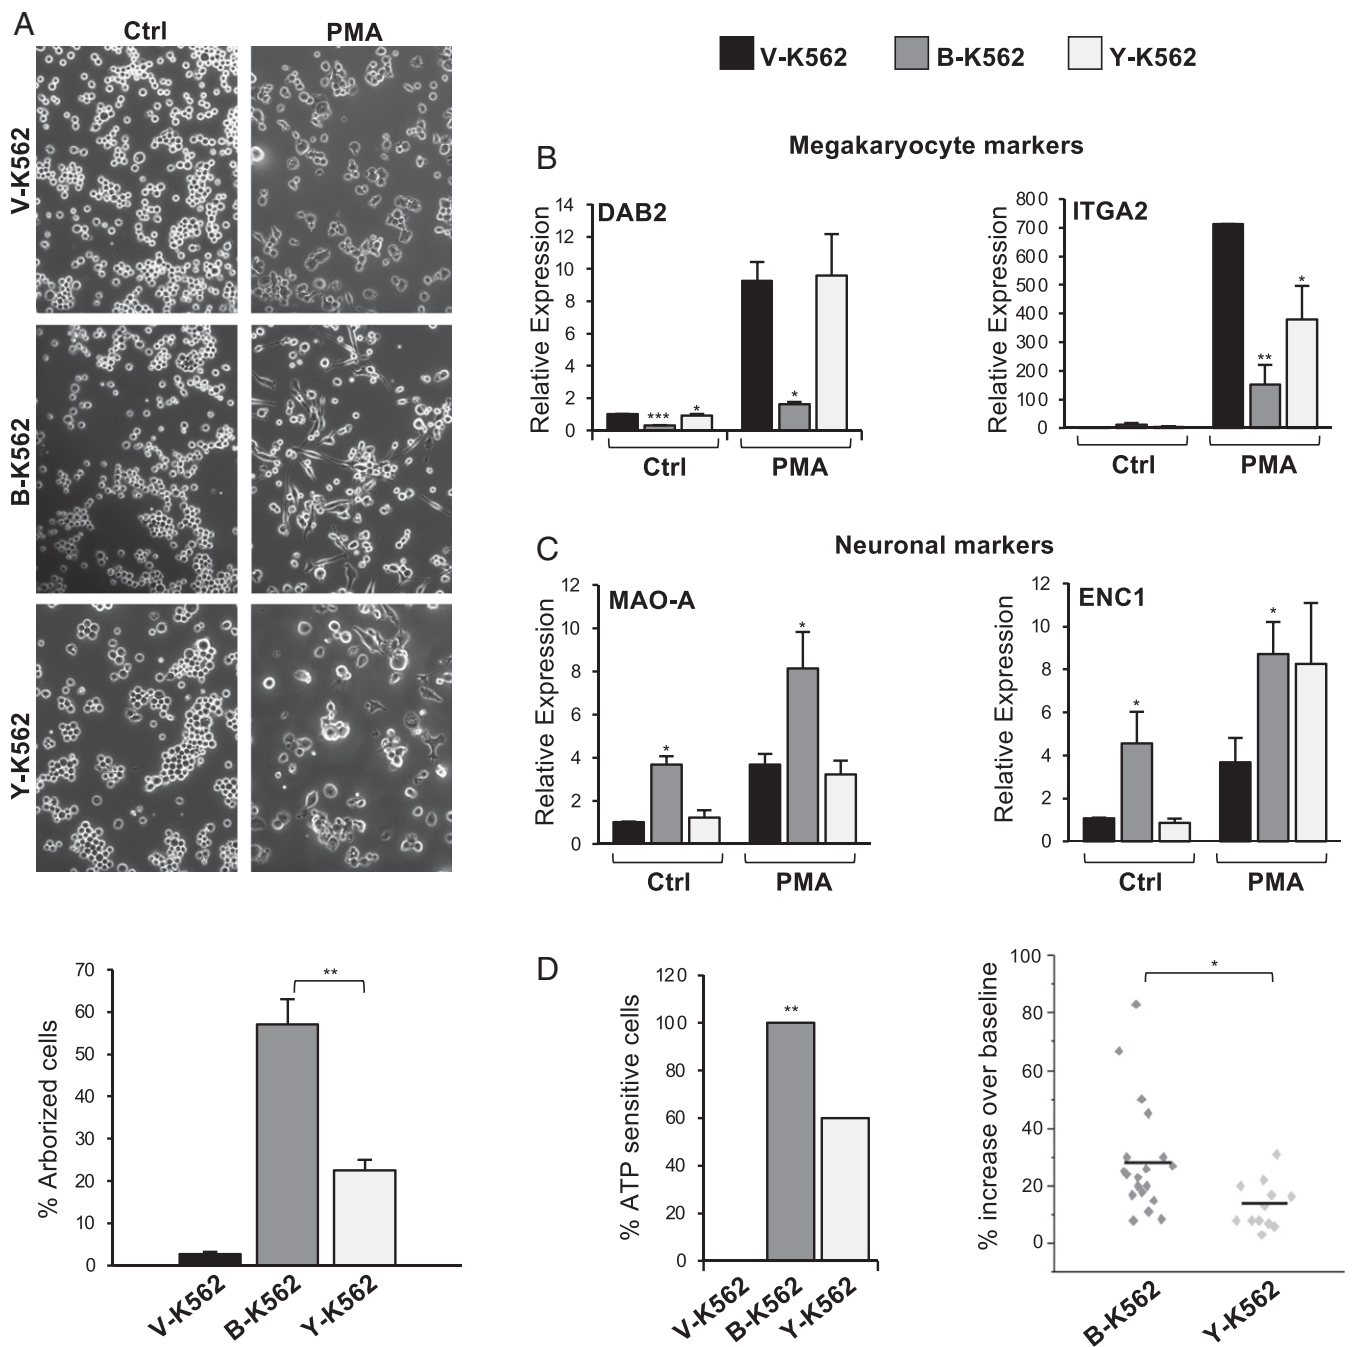 A
Ctrl
PMA
V-K562
B-K562
Y-K562
% Arborized cells
70
60
50
40
30
20
10
0
**
V-K562
B-K562
Y-K562
V-K562
B-K562
Y-K562
B
Megakaryocyte markers
DAB2
Relative Expression
14
12
10
8
6
4
2
0
***
*
*
Ctrl
PMA
ITGA2
Relative Expression
800
700
600
500
400
300
200
100
0
**
*
Ctrl
PMA
C
Neuronal markers
MAO-A
Relative Expression
12
10
8
6
4
2
0
*
*
Ctrl
PMA
ENC1
Relative Expression
12
10
8
6
4
2
0
*
*
Ctrl
PMA
D
% ATP sensitive cells
120
100
80
60
40
20
0
**
V-K562
B-K562
Y-K562
% increase over baseline
100
80
60
40
20
0
*
B-K562
Y-K562